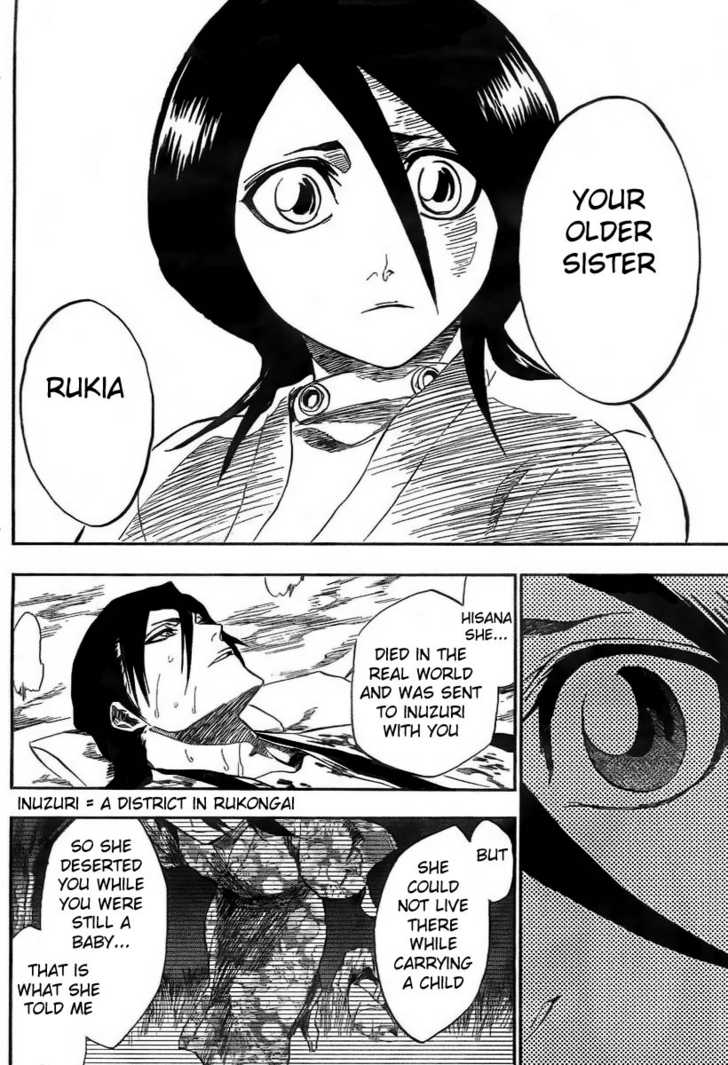 YOUR
OLDER
SISTER
RUKIA
HISANA
SHE...
DIED IN THE
REAL WORLD
AND WAS SENT
TO INUZURI
WITH YOU
INUZURI = A DISTRICT IN RUKONGAI
BUT
SHE
COULD
NOT LIVE
THERE
WHILE
CARRYING
A CHILD
SO SHE
DESERTED
YOU WHILE
YOU WERE
STILL A
BABY...
THAT IS
WHAT SHE
TOLD ME